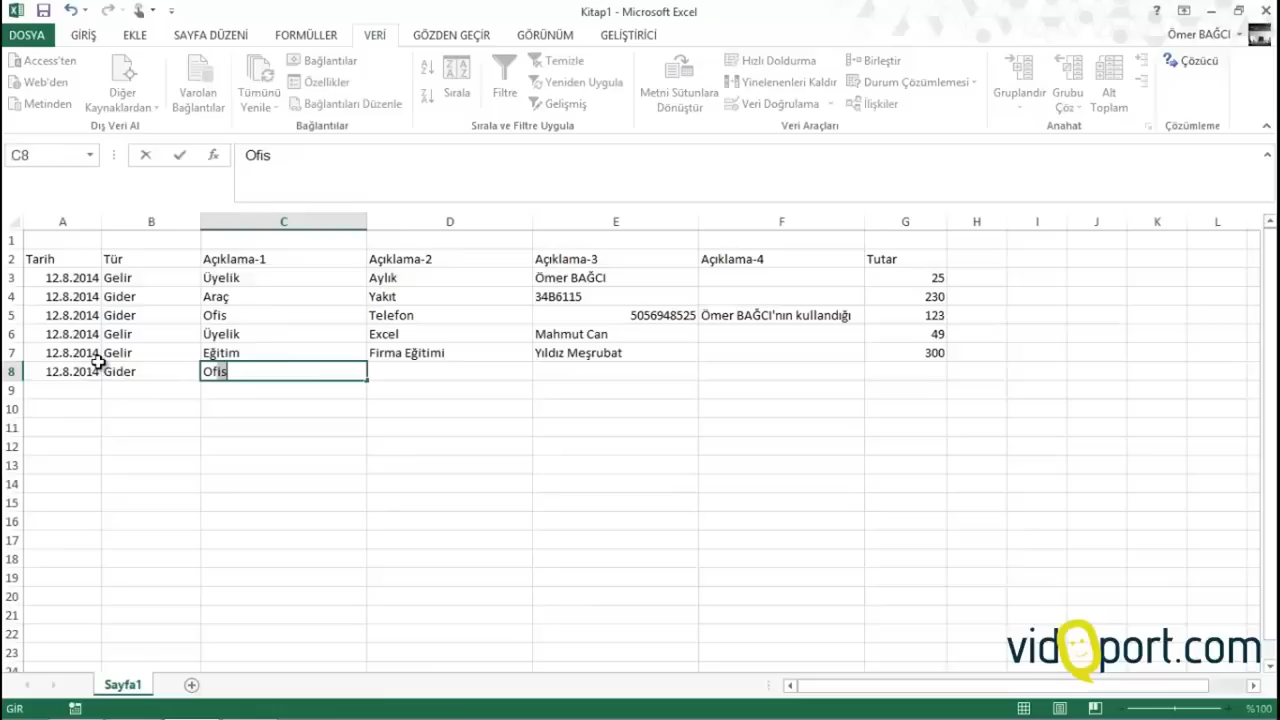 Kitap1 - Microsoft Excel
?
DOSYA GİRİŞ EKLE SAYFA DÜZENİ FORMÜLLER VERİ GÖZDEN GEÇİR GÖRÜNÜM GELİŞTİRİCİ Ömer BAĞCI
Access'ten
Web'den
Metinden
Diğer
Kaynaklardan
Dış Veri Al
Varolan
Bağlantılar
Tümünü
Yenile
Bağlantılar
Özellikler
Bağlantıları Düzenle
Bağlantılar
Sırala
Filtre
Temizle
Yeniden Uygula
Gelişmiş
Sırala ve Filtre Uygula
Metni Sütunlara
Dönüştür
Hızlı Doldurma
Yinelenenleri Kaldır
Veri Doğrulama
Birleştir
Durum Çözümlemesi
İlişkiler
Veri Araçları
Gruplandır
Grubu
Çöz
Alt
Toplam
Anahat
Çözücü
Çözümleme
C8 fx Ofis
A B C D E F G H I J K L
1
2 Tarih Tür Açıklama-1 Açıklama-2 Açıklama-3 Açıklama-4 Tutar
3 12.8.2014 Gelir Üyelik Aylık Ömer BAĞCI 25
4 12.8.2014 Gider Araç Yakıt 34B6115 230
5 12.8.2014 Gider Ofis Telefon 5056948525 Ömer BAĞCI'nın kullandığı 123
6 12.8.2014 Gelir Üyelik Excel Mahmut Can 49
7 12.8.2014 Gelir Eğitim Firma Eğitimi Yıldız Meşrubat 300
8 12.8.2014 Gider Ofis
9
10
11
12
13
14
15
16
17
18
19
20
21
22
23
24
vidoport.com
Sayfa1
GİR %100